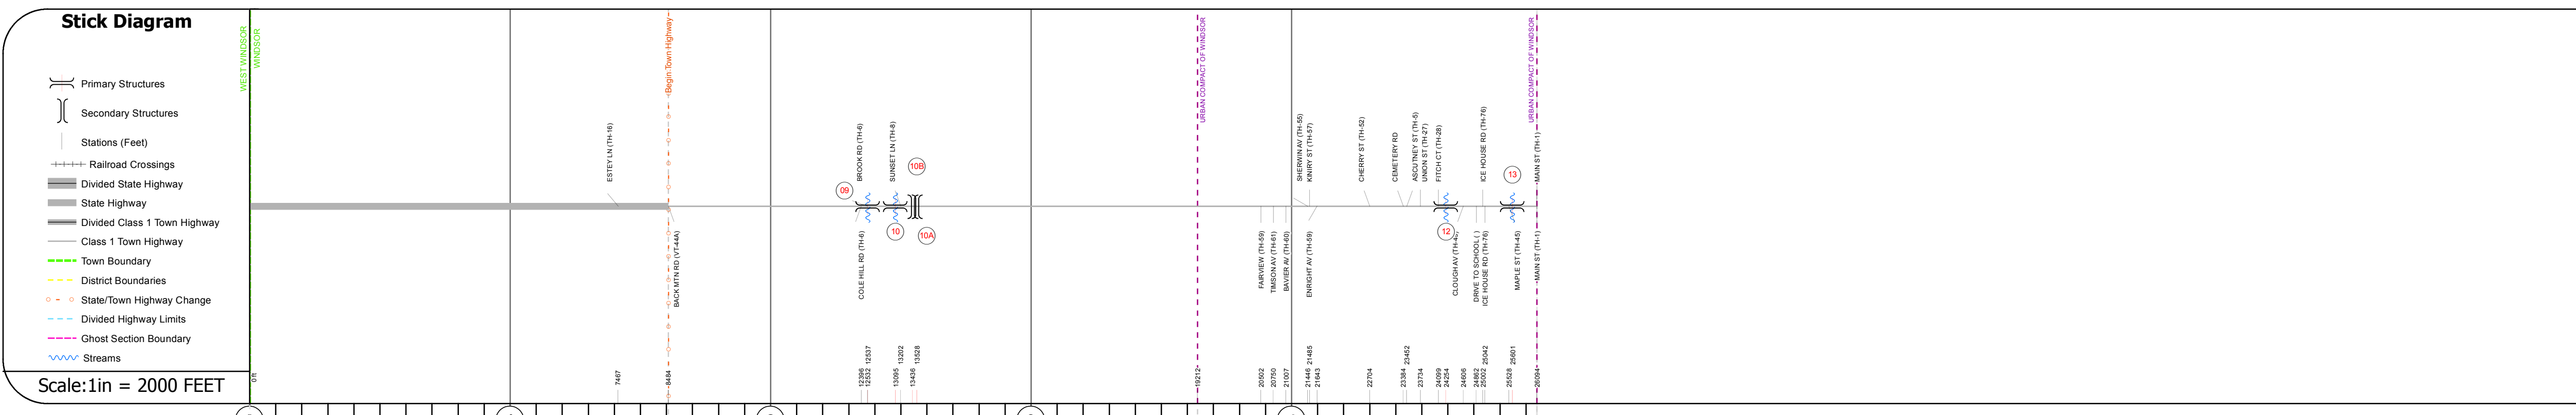 Stick Diagram
Primary Structures
Secondary Structures
Stations (Feet)
Railroad Crossings
Divided State Highway
State Highway
Divided Class 1 Town Highway
Class 1 Town Highway
Town Boundary
District Boundaries
State/Town Highway Change
Divided Highway Limits
Ghost Section Boundary
Streams
Scale:1in = 2000 FEET
WEST WINDSOR
WINDSOR
Begin Town Highway
URBAN COMPACT OF WINDSOR
URBAN COMPACT OF WINDSOR
ESTEY LN (TH-16)
BROOK RD (TH-6)
SUNSET LN (TH-8)
SHERWIN AV (TH-55)
KINIRY ST (TH-57)
CHERRY ST (TH-52)
CEMETERY RD
ASCUTNEY ST (TH-5)
UNION ST (TH-27)
FITCH CT (TH-28)
ICE HOUSE RD (TH-76)
MAIN ST (TH-1)
09
10B
13
10
10A
12
BACK MTN RD (VT-44A)
COLE HILL RD (TH-6)
FAIRVIEW (TH-59)
TIMSON AV (TH-61)
BAVIER AV (TH-60)
ENRIGHT AV (TH-59)
CLOUGH AV
DRIVE TO SCHOOL ( )
ICE HOUSE RD (TH-76)
MAPLE ST (TH-45)
MAIN ST (TH-1)
0 ft
7467
8484
12396
12532 12537
13095
13202
13436
13528
19212
20502
20750
21007
21446 21485
21643
22704
23384
23452
23734
24099
24254
24606
24862
25002 25042
25528
25601
26094